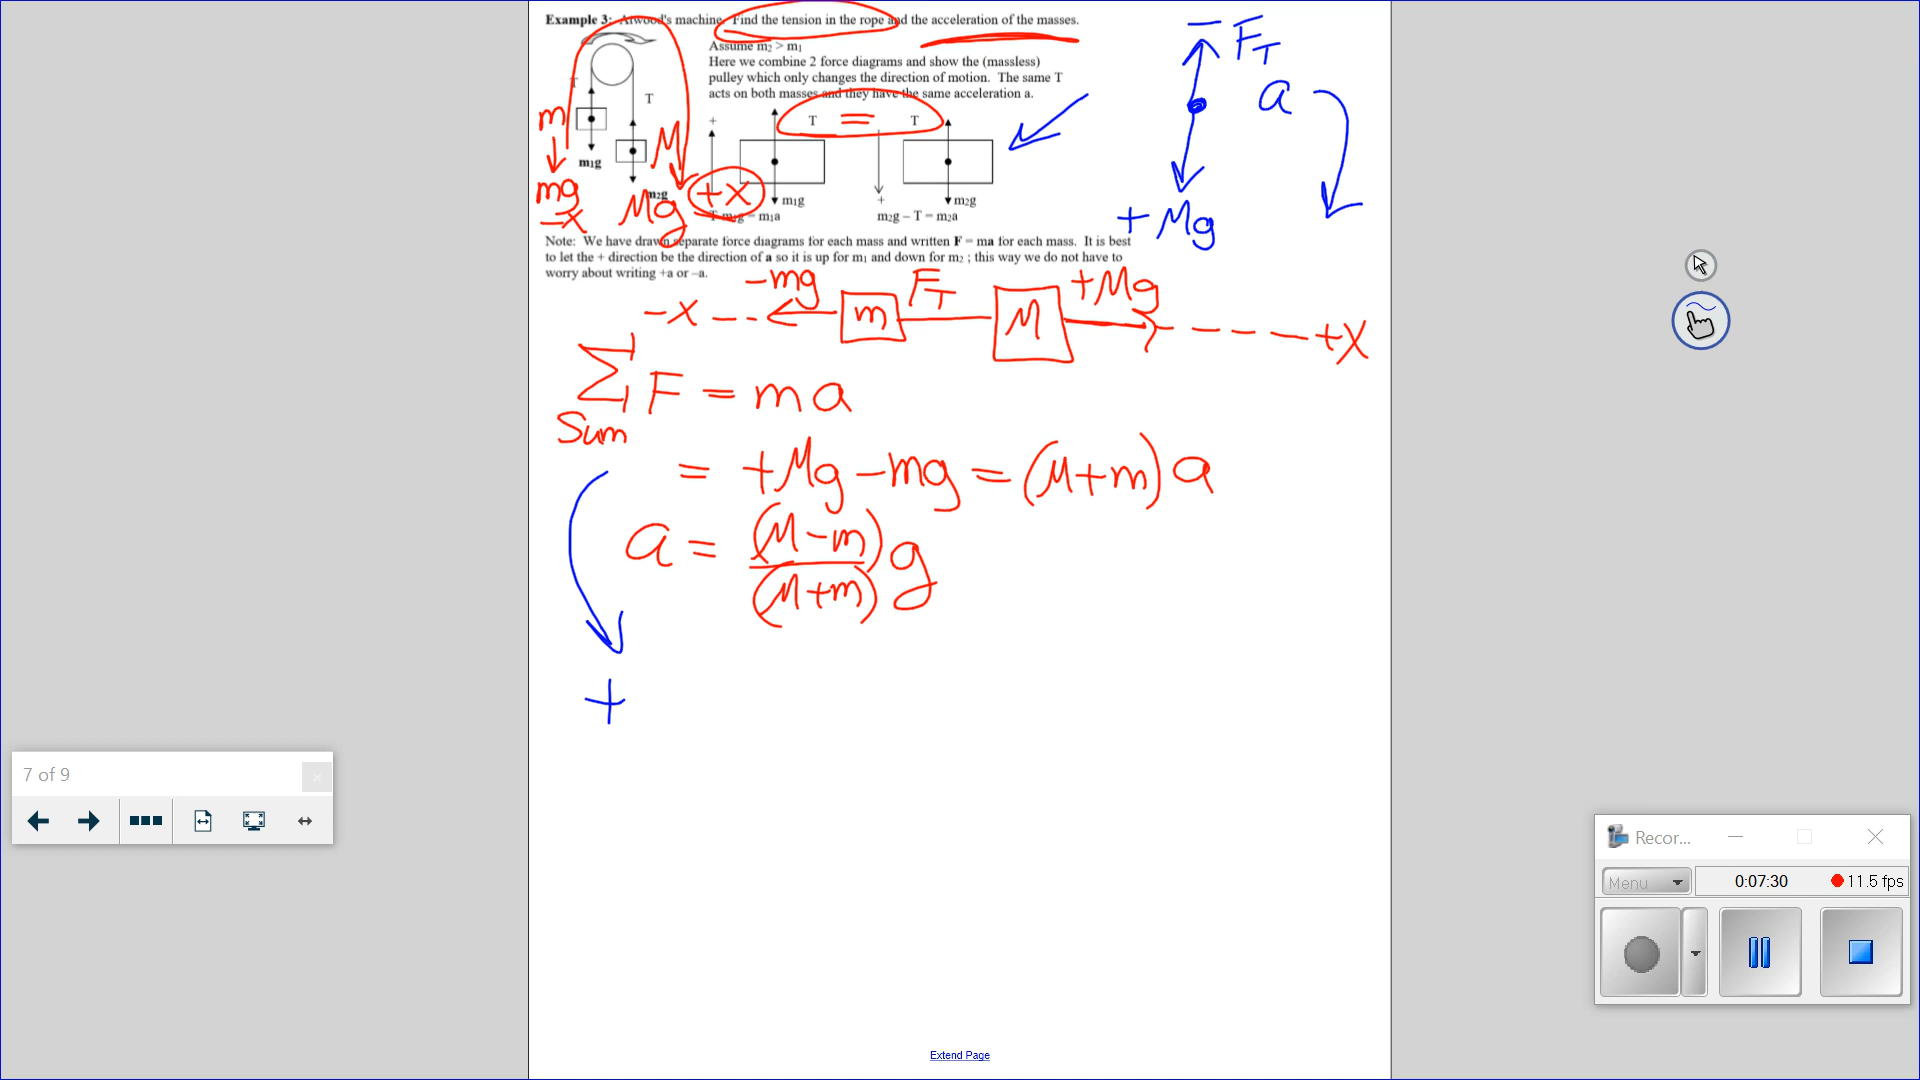 Example 3: Atwood's machine. Find the tension in the rope and the acceleration of the masses.
Assume m₂ > m₁
Here we combine 2 force diagrams and show the (massless)
pulley which only changes the direction of motion. The same T
acts on both masses and they have the same acceleration a.
T
T
m₁g
m₂g
m
mg
-x
M
Mg
+
T = T
+x
m₁g
T - m₁g = m₁a
+
m₂g
m₂g – T = m₂a
- F_T
a
+Mg
Note: We have drawn separate force diagrams for each mass and written F = ma for each mass. It is best
to let the + direction be the direction of a so it is up for m₁ and down for m₂ ; this way we do not have to
worry about writing +a or –a.
-x -mg m F_T M +Mg +x
Σ F = ma
Sum
= +Mg - mg = (M+m) a
a = (M-m)/(M+m) g
+
7 of 9
Recor...
Menu
0:07:30
11.5 fps
Extend Page